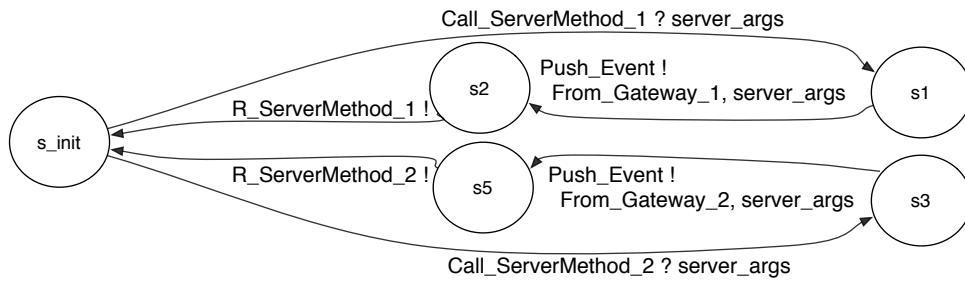 Call_ServerMethod_1 ? server_args
s2
Push_Event !
From_Gateway_1, server_args
s1
R_ServerMethod_1 !
s_init
R_ServerMethod_2 !
s5
Push_Event !
From_Gateway_2, server_args
s3
Call_ServerMethod_2 ? server_args